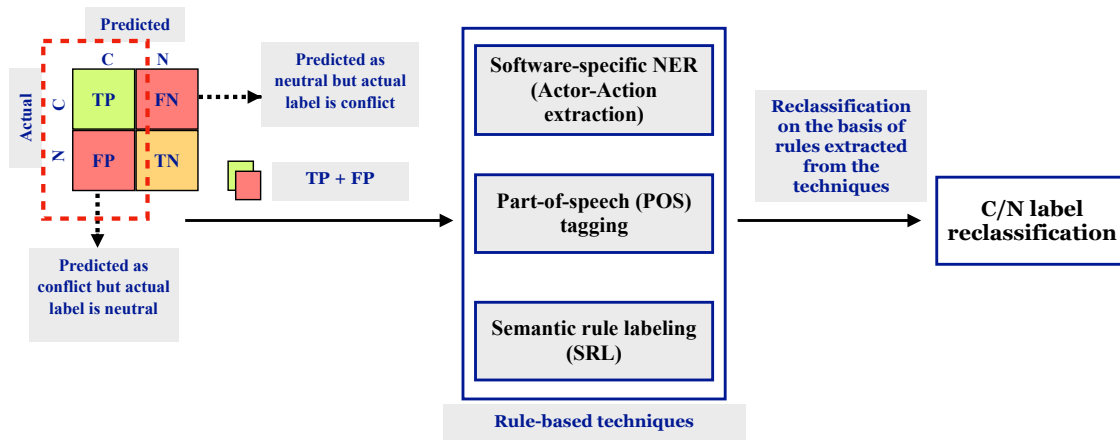 Predicted
C N
Actual
C
N
TP FN
FP TN
Predicted as
neutral but actual
label is conflict
Predicted as
conflict but actual
label is neutral
TP + FP
Software-specific NER
(Actor-Action
extraction)
Part-of-speech (POS)
tagging
Semantic rule labeling
(SRL)
Rule-based techniques
Reclassification
on the basis of
rules extracted
from the
techniques
C/N label
reclassification